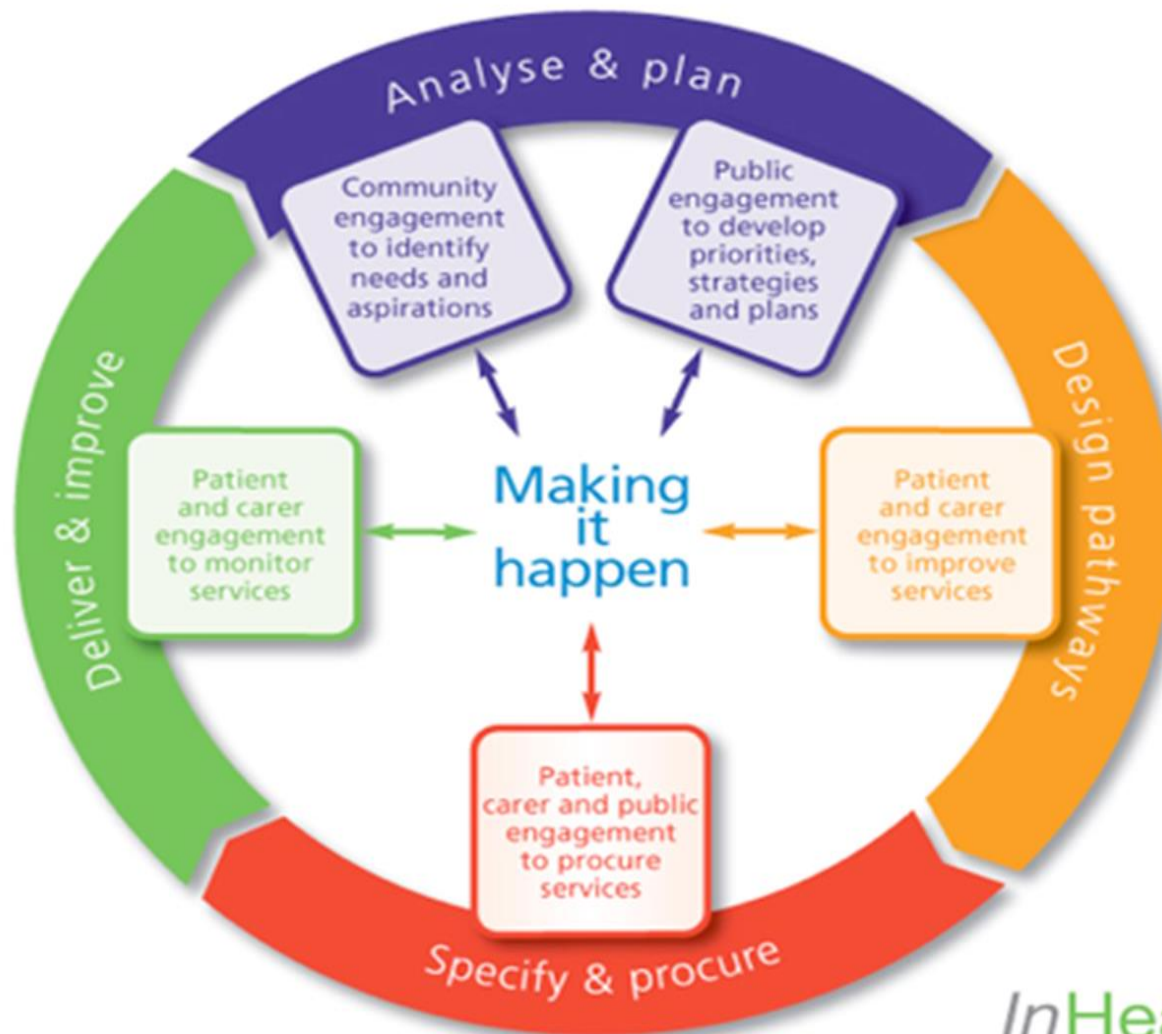 Analyse & plan
Community
engagement
to identify
needs and
aspirations
Public
engagement
to develop
priorities,
strategies
and plans
Design pathways
Patient
and carer
engagement
to improve
services
Specify & procure
Patient,
carer and public
engagement
to procure
services
Deliver & improve
Patient
and carer
engagement
to monitor
services
Making
it
happen